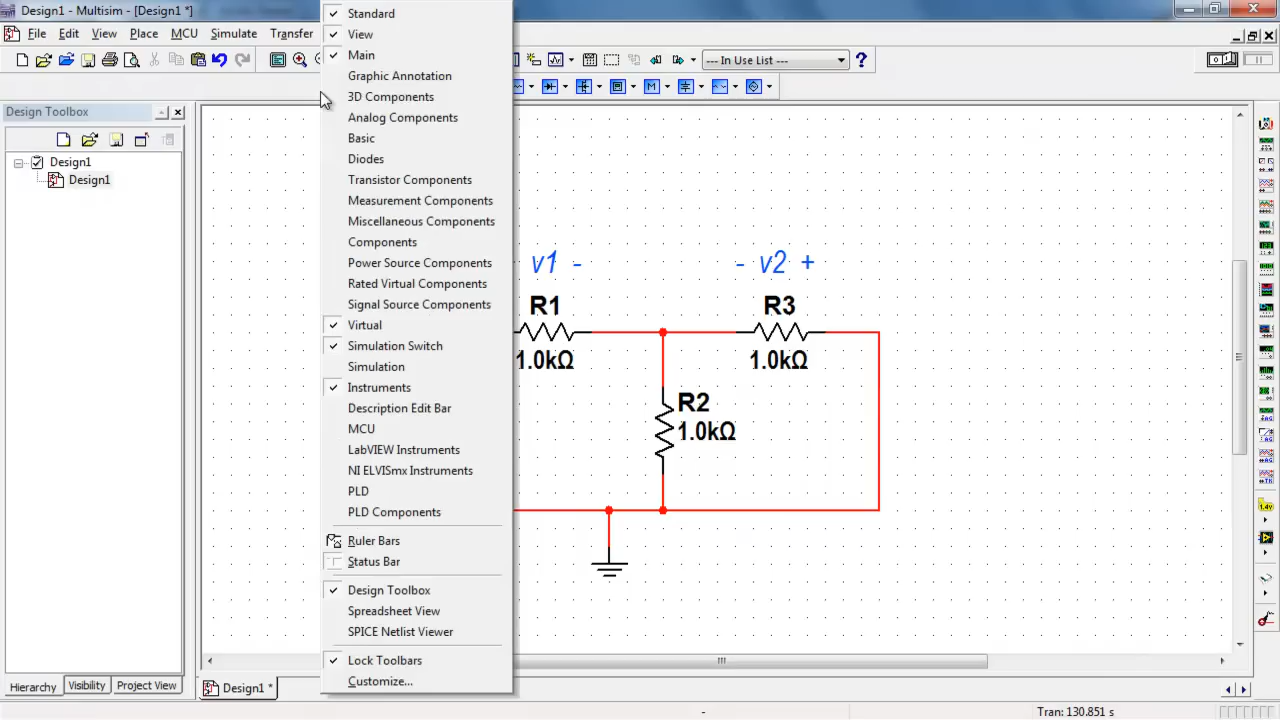 Design1 - Multisim - [Design1 *]
File Edit View Place MCU Simulate Transfer
--- In Use List ---
Design Toolbox
Design1
Design1
Hierarchy Visibility Project View
Standard
View
Main
Graphic Annotation
3D Components
Analog Components
Basic
Diodes
Transistor Components
Measurement Components
Miscellaneous Components
Components
Power Source Components
Rated Virtual Components
Signal Source Components
Virtual
Simulation Switch
Simulation
Instruments
Description Edit Bar
MCU
LabVIEW Instruments
NI ELVISmx Instruments
PLD
PLD Components
Ruler Bars
Status Bar
Design Toolbox
Spreadsheet View
SPICE Netlist Viewer
Lock Toolbars
Customize...
v1 - - v2 +
R1 R3
1.0kΩ 1.0kΩ
R2
1.0kΩ
Design1 *
- Tran: 130.851 s